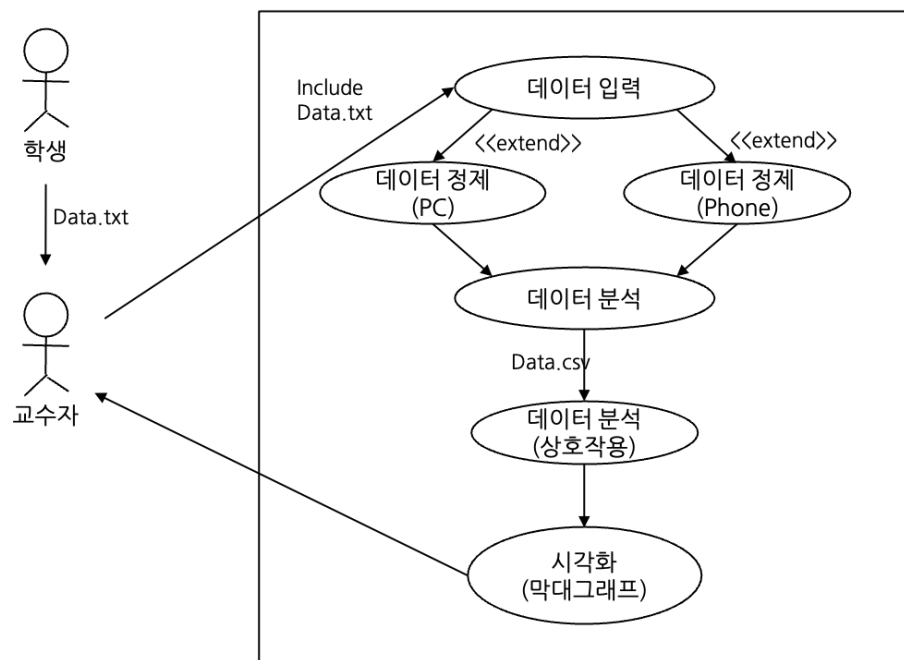 Include
Data.txt
데이터 입력
학생
<<extend>>
<<extend>>
데이터 정제
(PC)
데이터 정제
(Phone)
Data.txt
데이터 분석
Data.csv
교수자
데이터 분석
(상호작용)
시각화
(막대그래프)